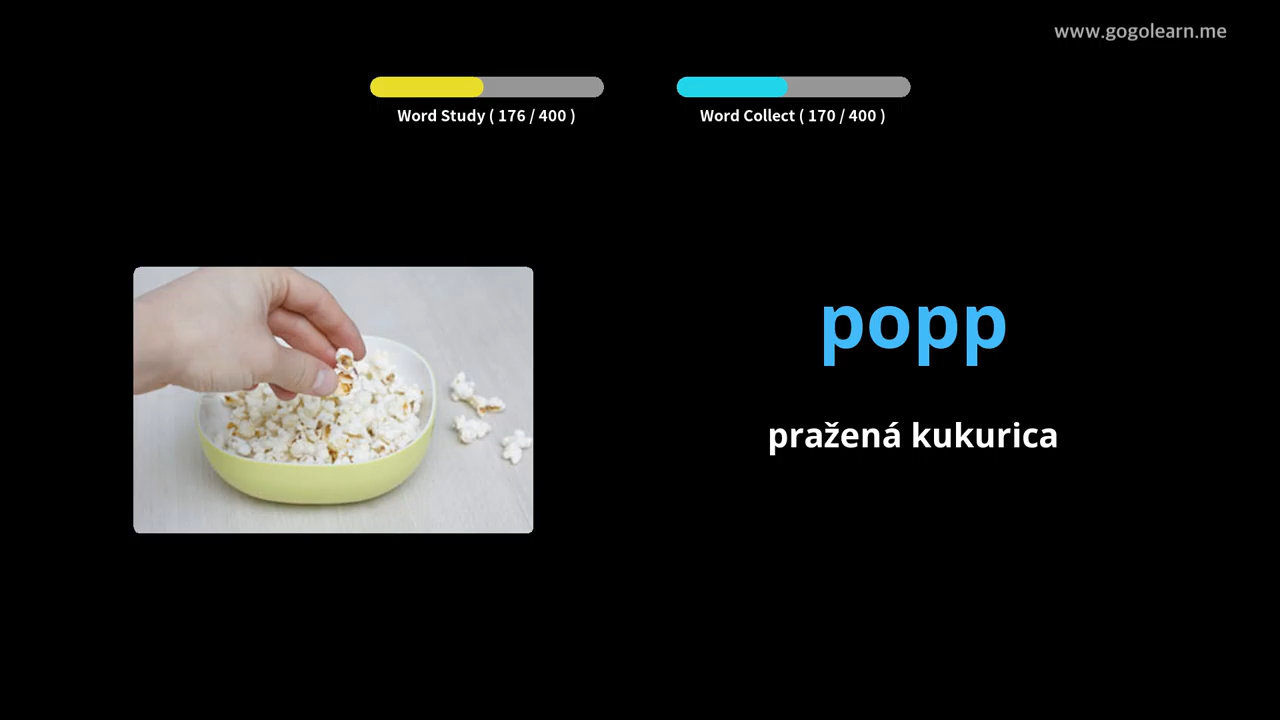 www.gogolearn.me
Word Study ( 176 / 400 )
Word Collect ( 170 / 400 )
popp
pražená kukurica